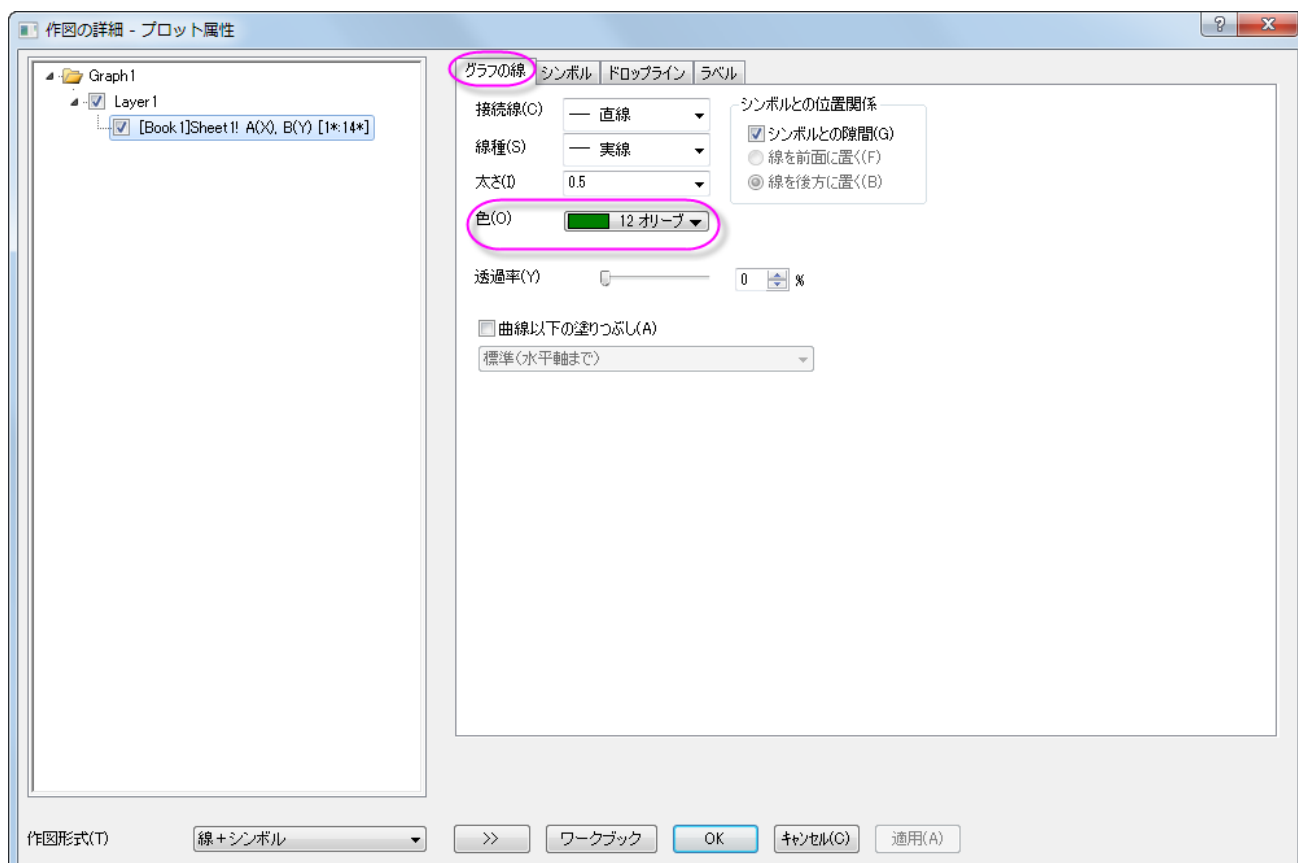 作図の詳細 - プロット属性
Graph1
Layer1
[Book1]Sheet1! A(X), B(Y) [1*:14*]
グラフの線 シンボル ドロップライン ラベル
接続線(C) 直線
線種(S) 実線
太さ(I) 0.5
色(O) 12 オリーブ
シンボルとの位置関係
シンボルとの隙間(G)
線を前面に置く(F)
線を後方に置く(B)
透過率(Y) 0 %
曲線以下の塗りつぶし(A)
標準(水平軸まで)
作図形式(T) 線+シンボル >> ワークブック OK キャンセル(C) 適用(A)